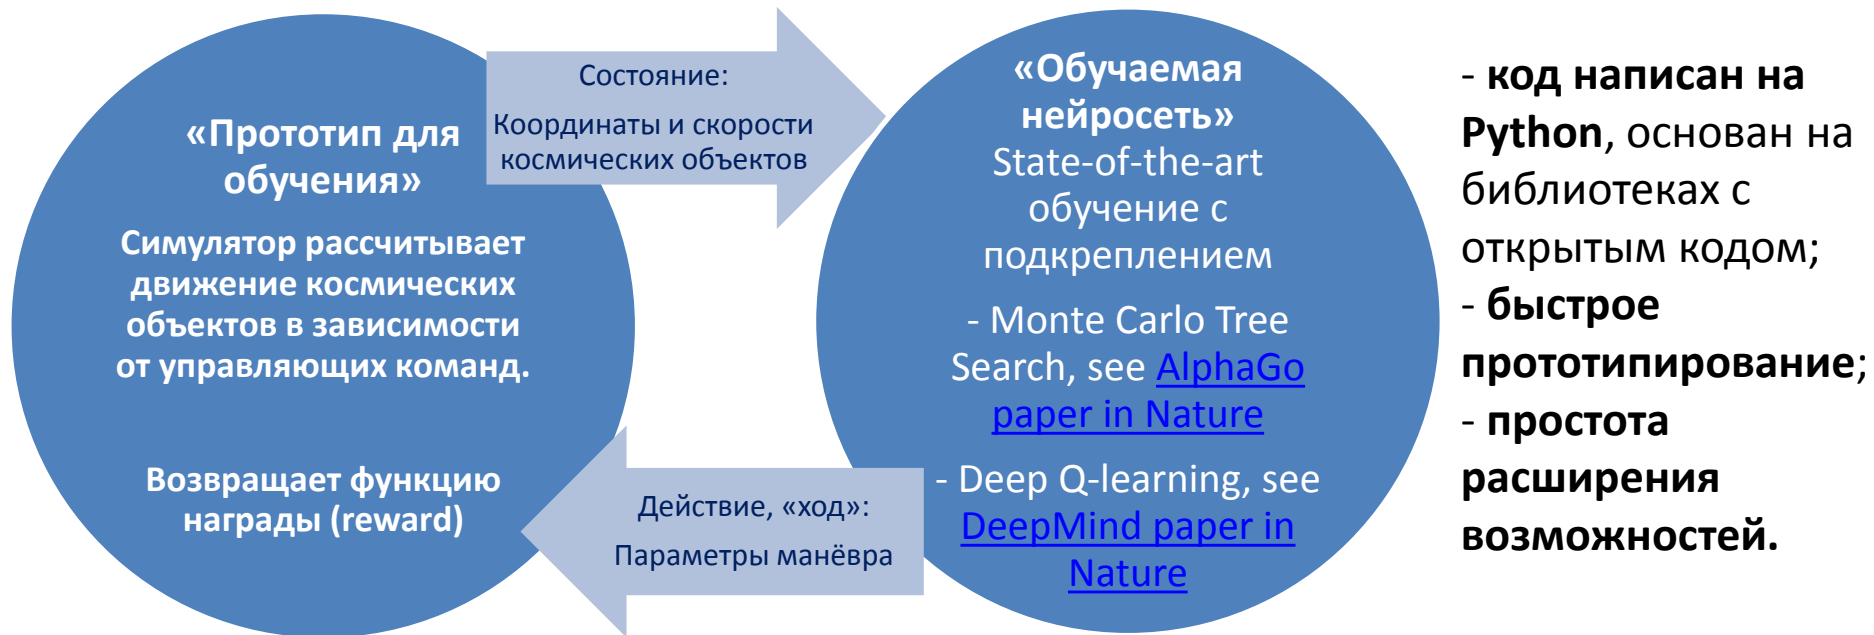 «Прототип для
обучения»
Симулятор рассчитывает
движение космических
объектов в зависимости
от управляющих команд.
Возвращает функцию
награды (reward)
Состояние:
Координаты и скорости
космических объектов
«Обучаемая
нейросеть»
State-of-the-art
обучение с
подкреплением
- Monte Carlo Tree
Search, see AlphaGo
paper in Nature
- Deep Q-learning, see
DeepMind paper in
Nature
Действие, «ход»:
Параметры манёвра
- код написан на
Python, основан на
библиотеках с
открытым кодом;
- быстрое
прототипирование;
- простота
расширения
возможностей.